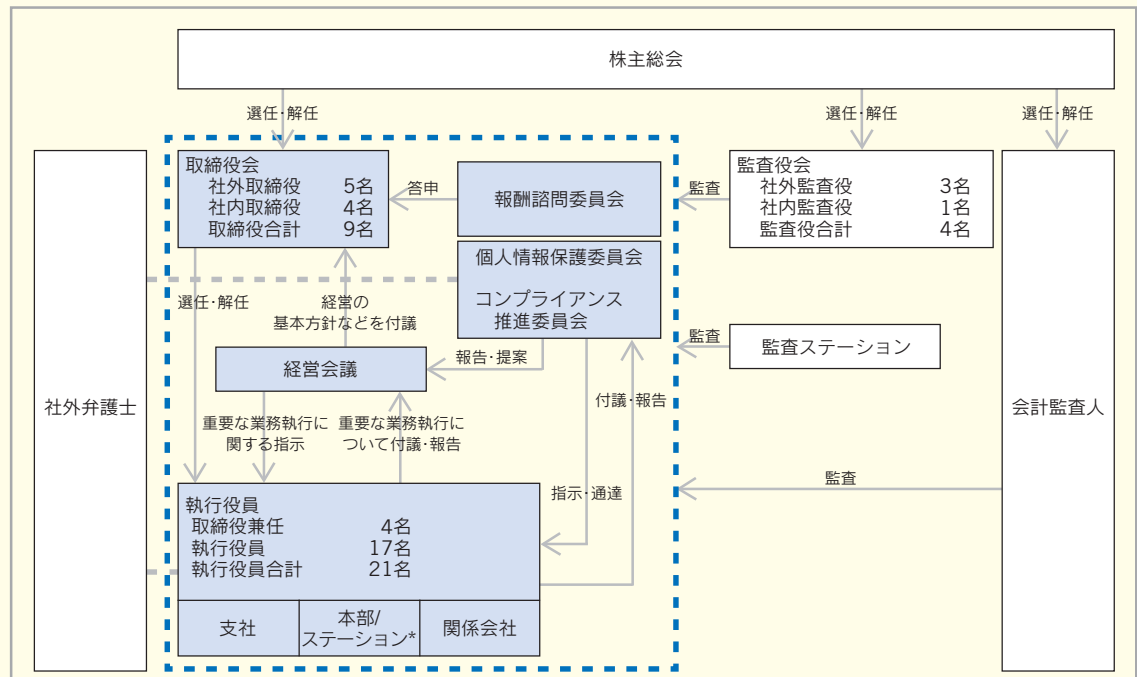 株主総会
選任・解任
選任・解任
選任・解任
社外弁護士
取締役会
社外取締役 5名
社内取締役 4名
取締役合計 9名
答申
報酬諮問委員会
監査
監査役会
社外監査役 3名
社内監査役 1名
監査役合計 4名
会計監査人
個人情報保護委員会
コンプライアンス
推進委員会
選任・解任
経営の
基本方針などを付議
監査
監査ステーション
経営会議
報告・提案
付議・報告
重要な業務執行に
関する指示
重要な業務執行に
ついて付議・報告
監査
指示・通達
執行役員
取締役兼任 4名
執行役員 17名
執行役員合計 21名
支社
本部/
ステーション*
関係会社